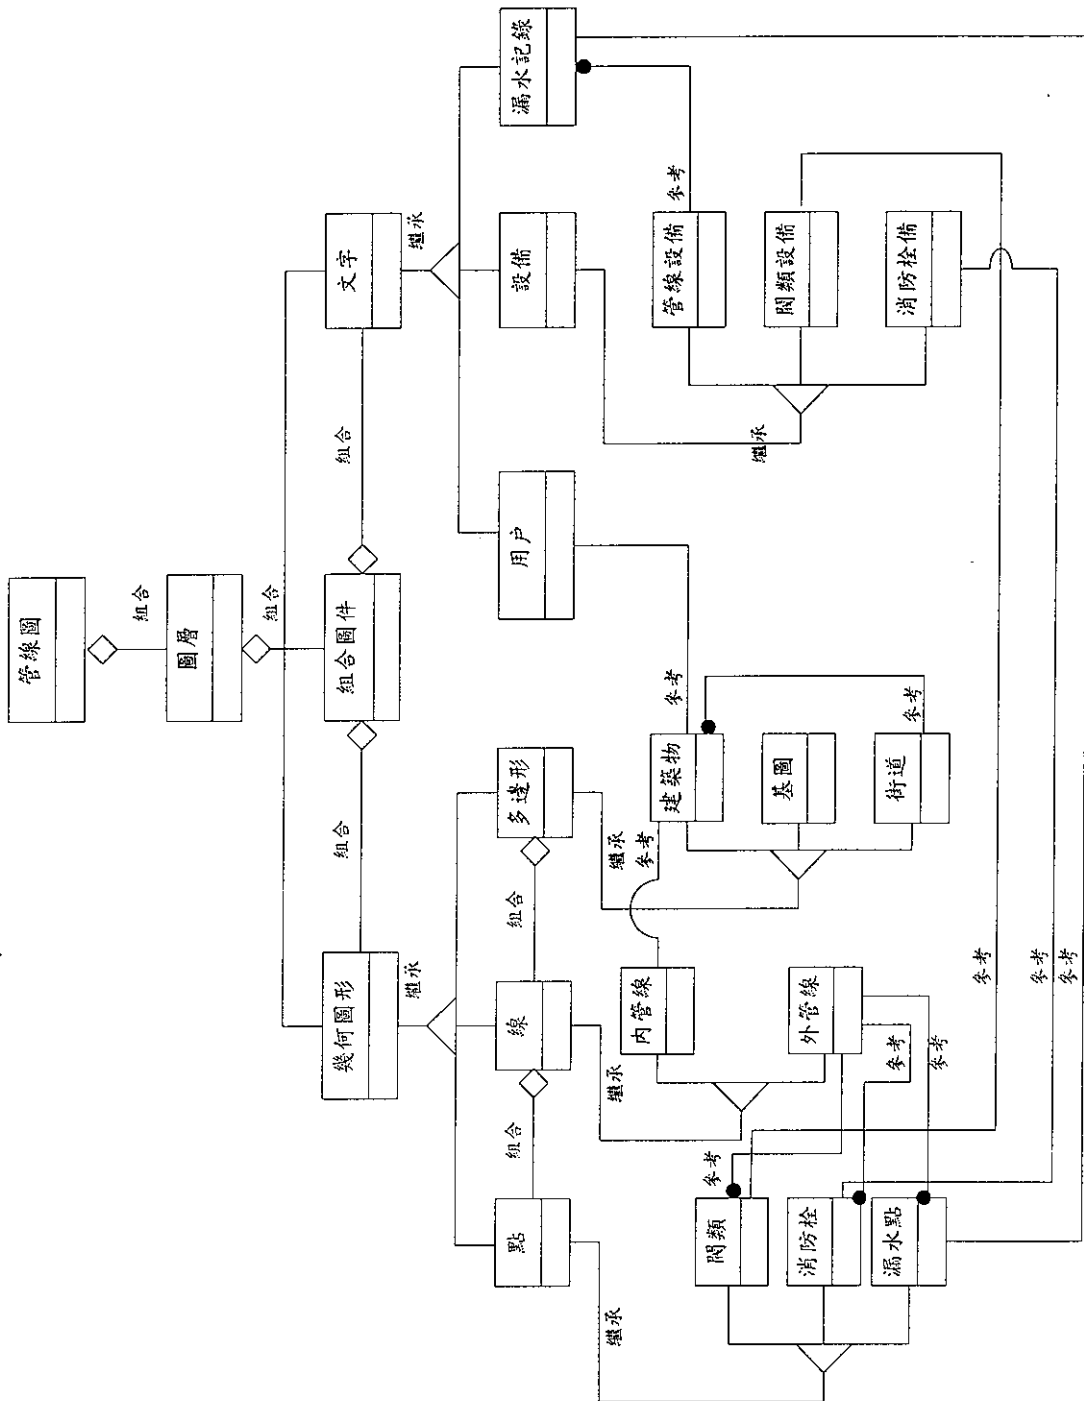 管線圖
組合
圖層
組合
幾何圖形
組合
組合圖件
組合
文字
繼承
繼承
點
組合
線
組合
多邊形
用户
設備
漏水記錄
繼承
繼承
繼承
參考
內管線
外管線
建築物
基圖
街道
參考
參考
繼承
管線設備
閥類設備
消防栓備
參考
閥類
消防栓
漏水點
參考
參考
參考
參考
參考
參考